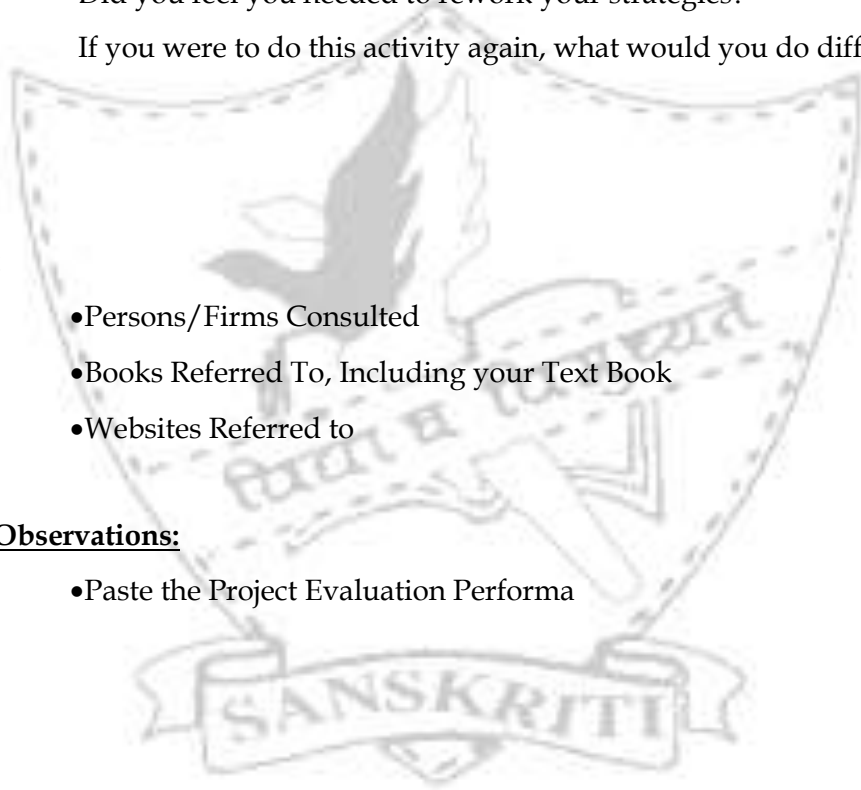 Did you feel you needed to rework your strategies?
If you were to do this activity again, what would you do diff
•Persons/Firms Consulted
•Books Referred To, Including your Text Book
•Websites Referred to
Observations:
•Paste the Project Evaluation Performa
SANSKRITI